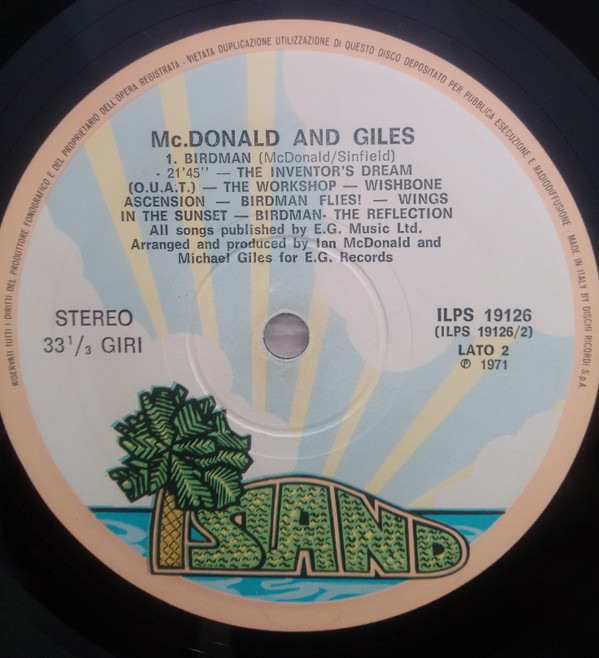 RISERVATI TUTTI I DIRITTI DEL PRODUTTORE FONOGRAFICO E DEL PROPRIETARIO DELL'OPERA REGISTRATA - VIETATA DUPLICAZIONE UTILIZZAZIONE DI QUESTO DISCO DEPOSITATO PER PUBBLICA ESECUZIONE E RADIODIFFUSIONE - MADE IN ITALY BY DISCHI RICORDI S.p.A.
Mc.DONALD AND GILES
1. BIRDMAN (McDonald/Sinfield)
- 21'45'' — THE INVENTOR'S DREAM
(O.U.A.T.) — THE WORKSHOP — WISHBONE
ASCENSION — BIRDMAN FLIES! — WINGS
IN THE SUNSET — BIRDMAN- THE REFLECTION
All songs published by E.G. Music Ltd.
Arranged and produced by Ian McDonald and
Michael Giles for E.G. Records
STEREO
33 1/3 GIRI
ILPS 19126
(ILPS 19126/2)
LATO 2
℗ 1971
ISLAND